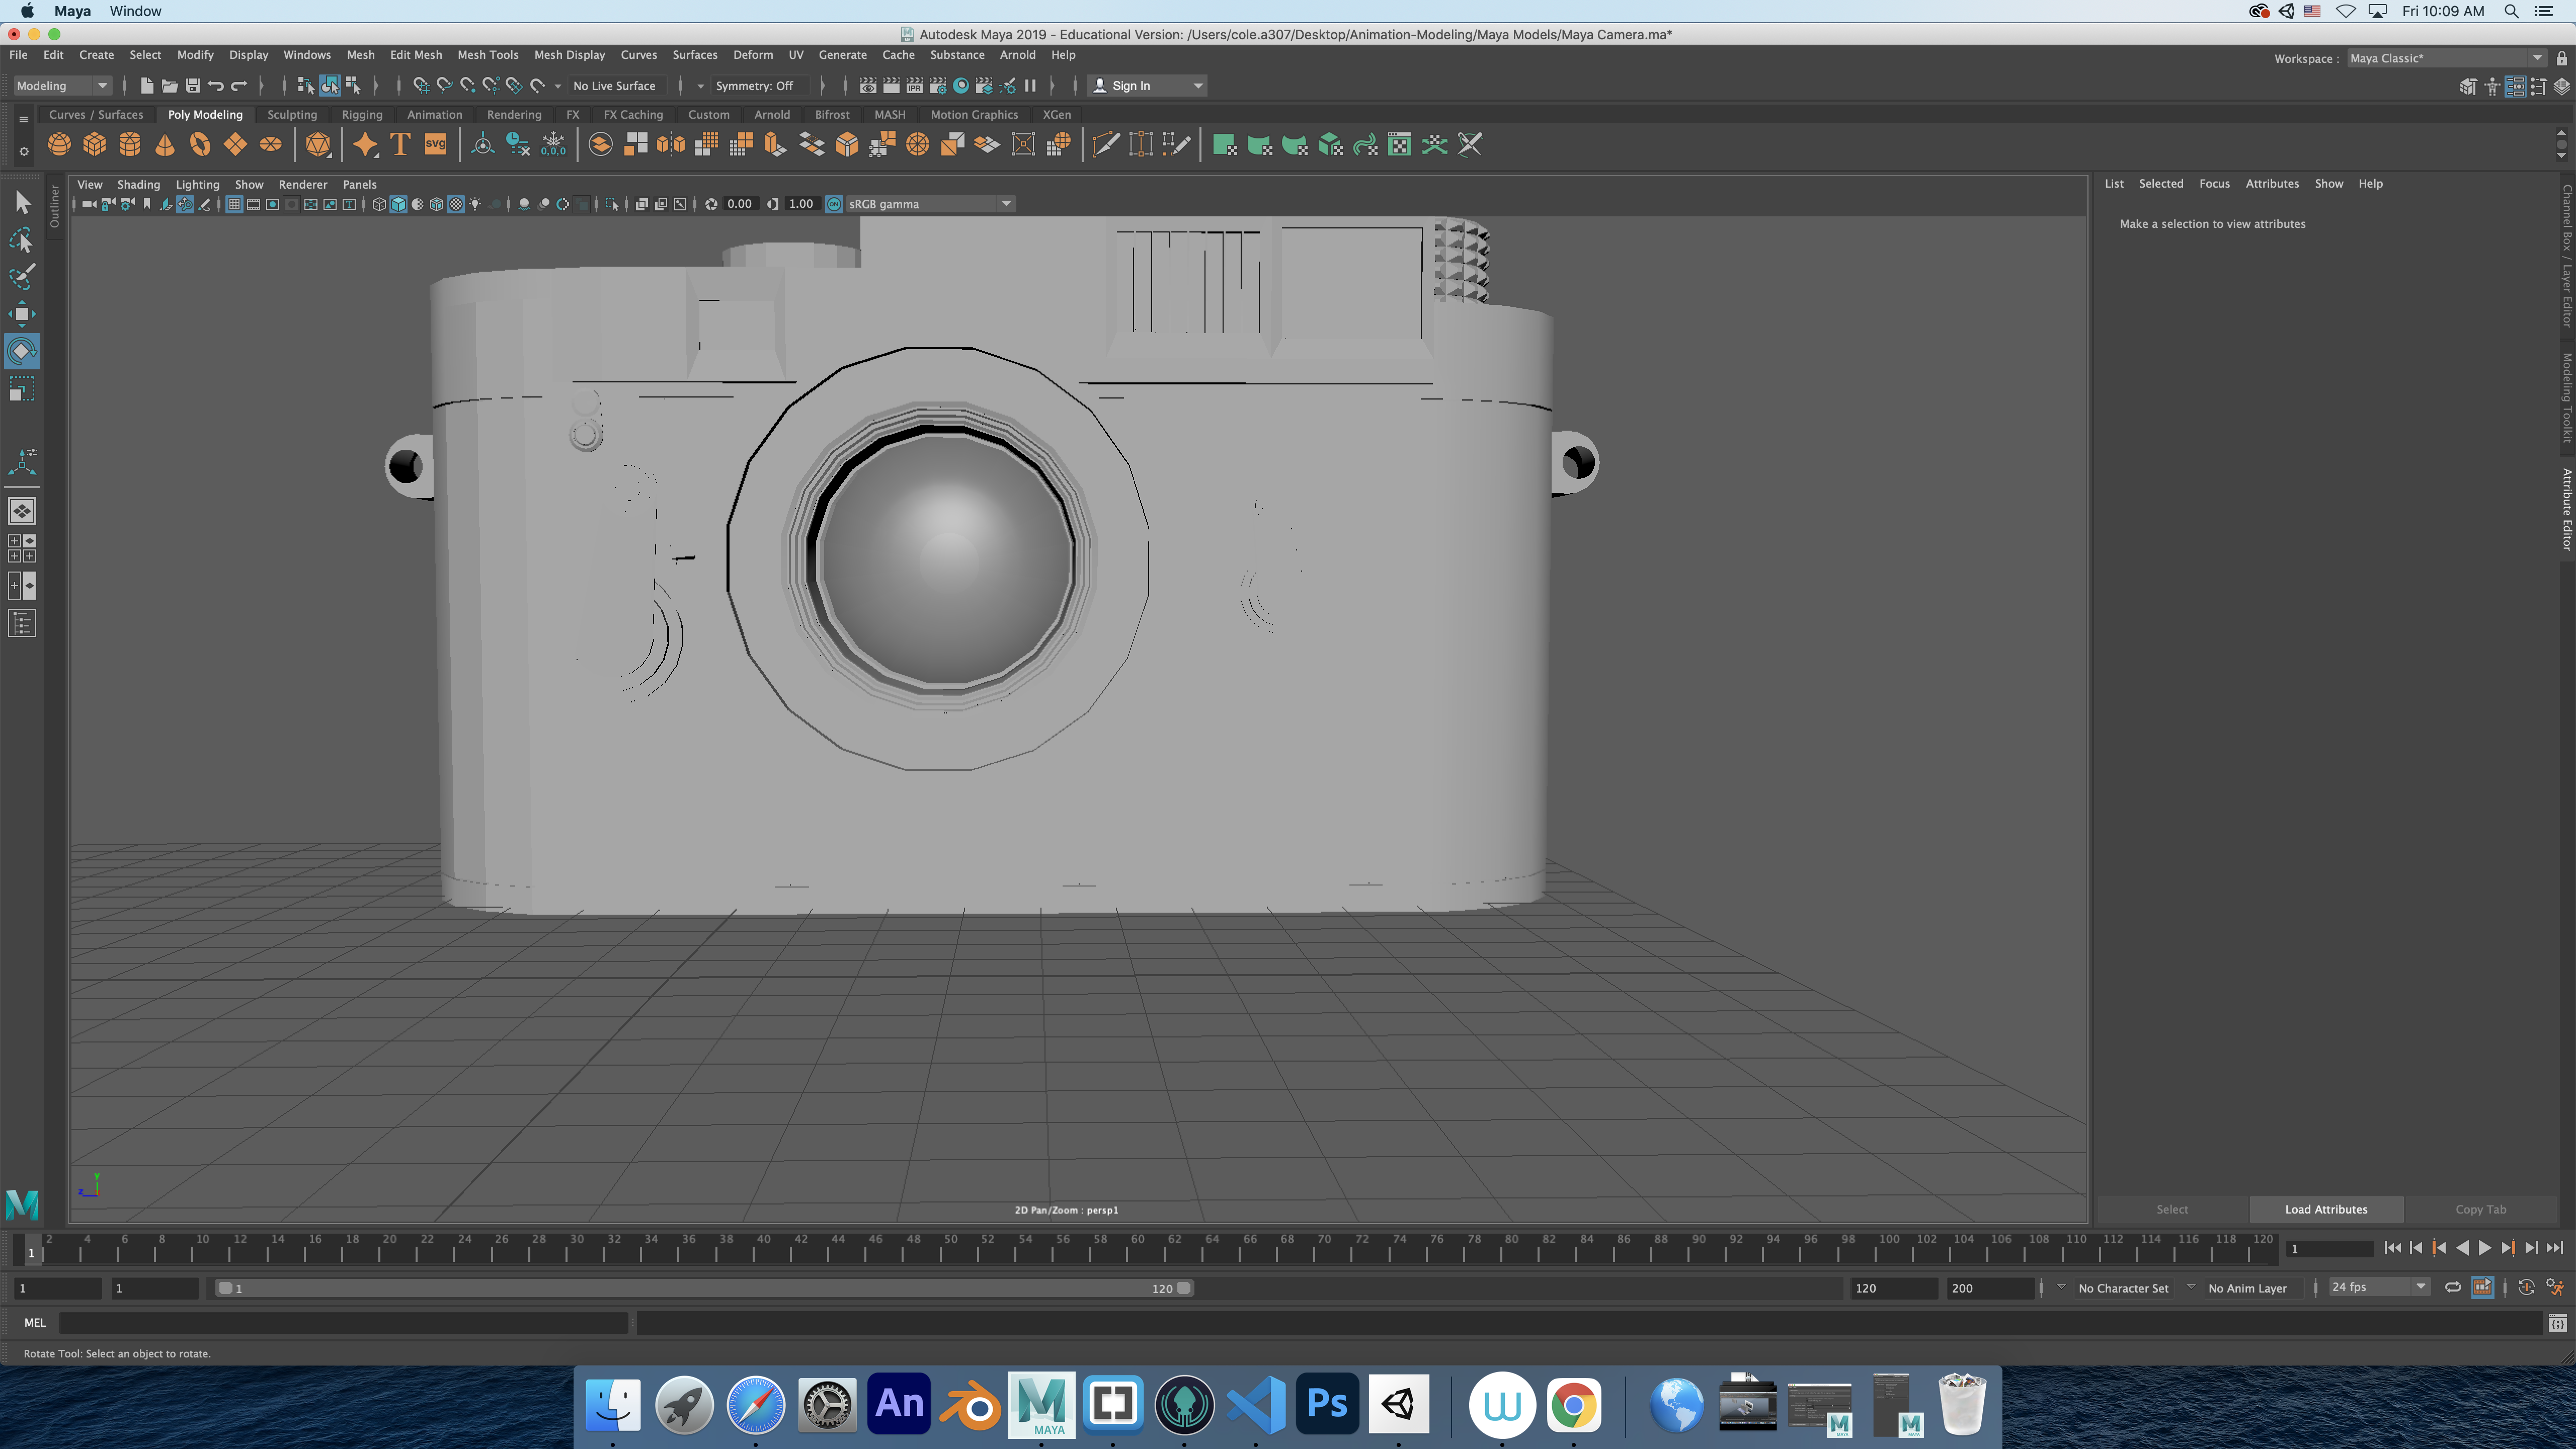 Maya Window Fri 10:09 AM
Autodesk Maya 2019 - Educational Version: /Users/cole.a307/Desktop/Animation-Modeling/Maya Models/Maya Camera.ma*
File Edit Create Select Modify Display Windows Mesh Edit Mesh Mesh Tools Mesh Display Curves Surfaces Deform UV Generate Cache Substance Arnold Help
Workspace : Maya Classic*
Modeling No Live Surface Symmetry: Off IPR Sign In
Curves / Surfaces Poly Modeling Sculpting Rigging Animation Rendering FX FX Caching Custom Arnold Bifrost MASH Motion Graphics XGen
T SVG 0,0,0
View Shading Lighting Show Renderer Panels
0.00 1.00 ON sRGB gamma
Outliner
List Selected Focus Attributes Show Help
Make a selection to view attributes
Channel Box / Layer Editor
Modeling Toolkit
Attribute Editor
y
z
2D Pan/Zoom : persp1
Select Load Attributes Copy Tab
M
1 2 4 6 8 10 12 14 16 18 20 22 24 26 28 30 32 34 36 38 40 42 44 46 48 50 52 54 56 58 60 62 64 66 68 70 72 74 76 78 80 82 84 86 88 90 92 94 96 98 100 102 104 106 108 110 112 114 116 118 120 1
1 1 1 120 120 200 No Character Set No Anim Layer 24 fps
MEL
Rotate Tool: Select an object to rotate.
An M MAYA Ps W M M